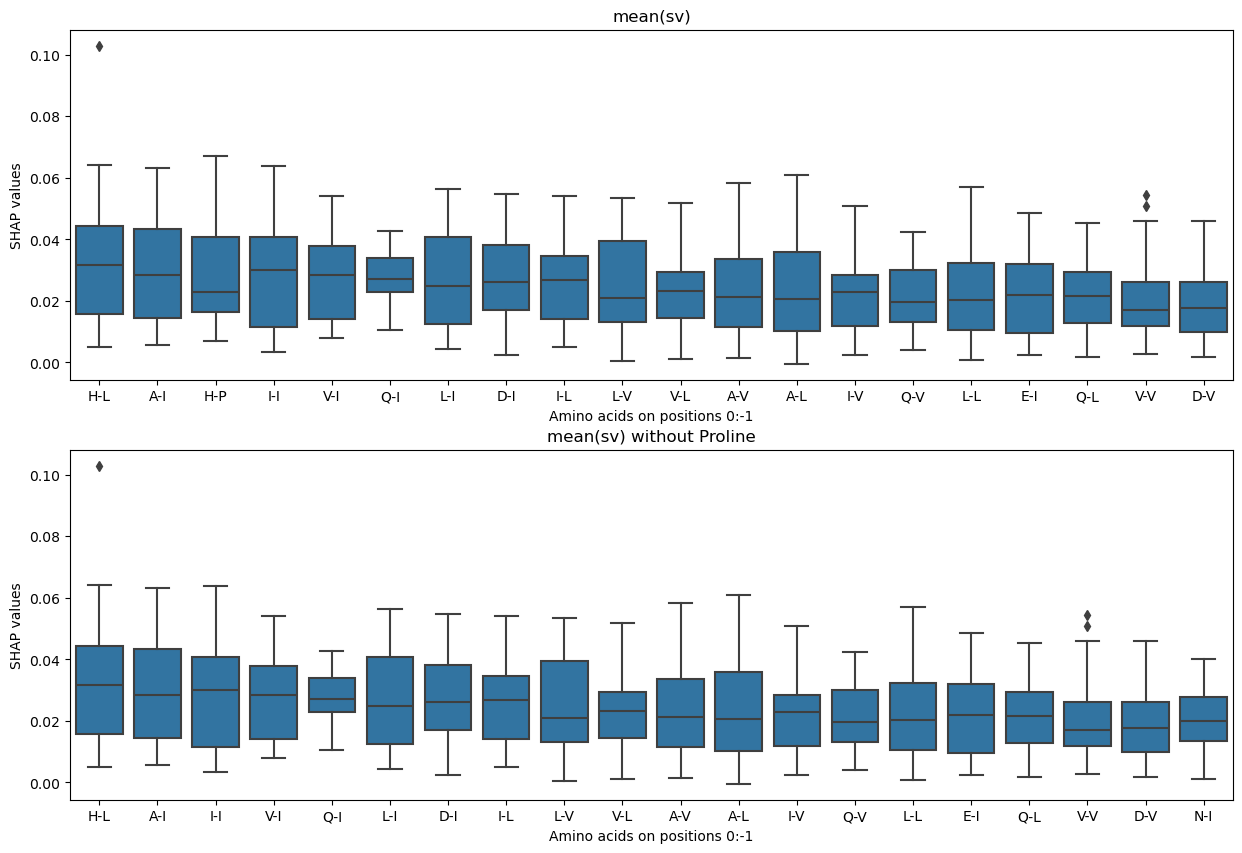 mean(sv)
0.10
0.08
0.06
0.04
0.02
0.00
SHAP values
H-L A-I H-P I-I V-I Q-I L-I D-I I-L L-V V-L A-V A-L I-V Q-V L-L E-I Q-L V-V D-V
Amino acids on positions 0:-1
mean(sv) without Proline
0.10
0.08
0.06
0.04
0.02
0.00
SHAP values
H-L A-I I-I V-I Q-I L-I D-I I-L L-V V-L A-V A-L I-V Q-V L-L E-I Q-L V-V D-V N-I
Amino acids on positions 0:-1